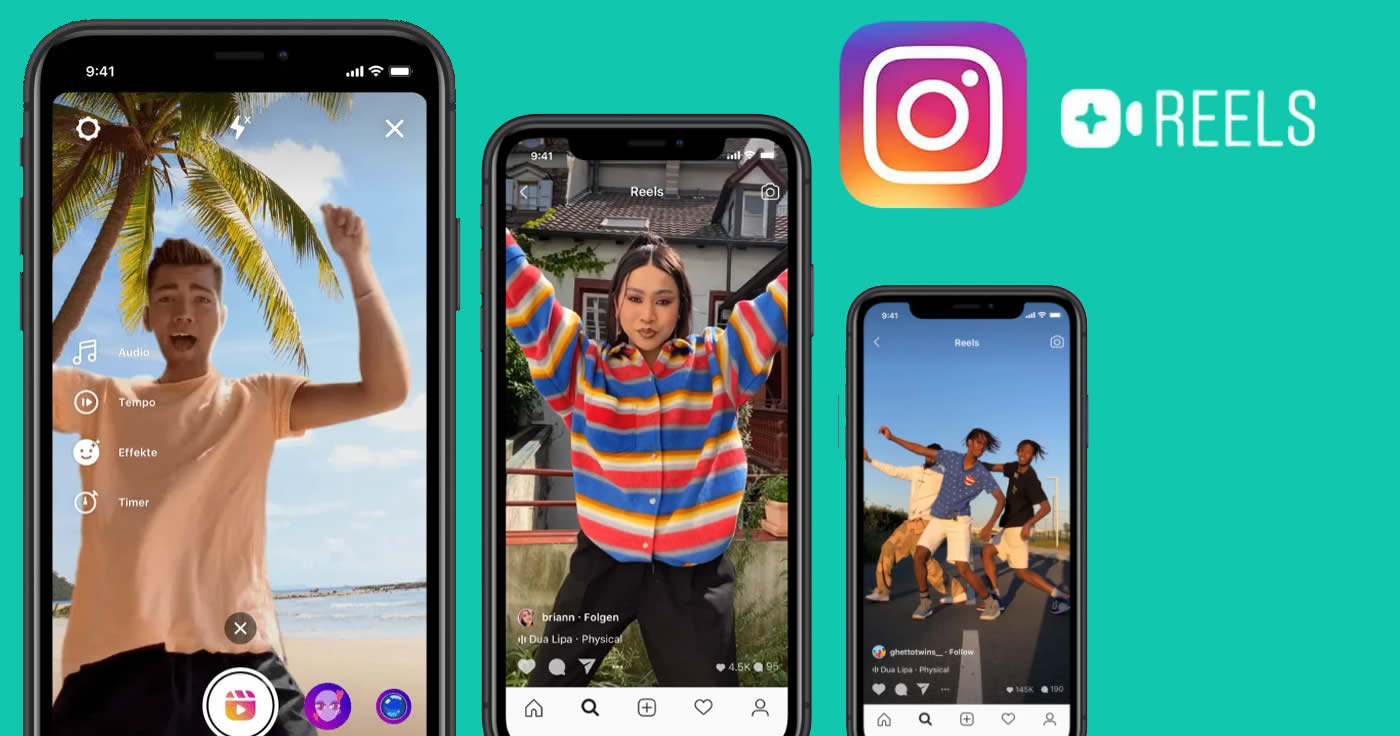 9:41
Audio
Tempo
Effekte
Timer
9:41
Reels
briann · Folgen
Dua Lipa · Physical
4.5K 95
REELS
9:41
Reels
ghettotwins__ · Follow
Dua Lipa · Physical
145K 190